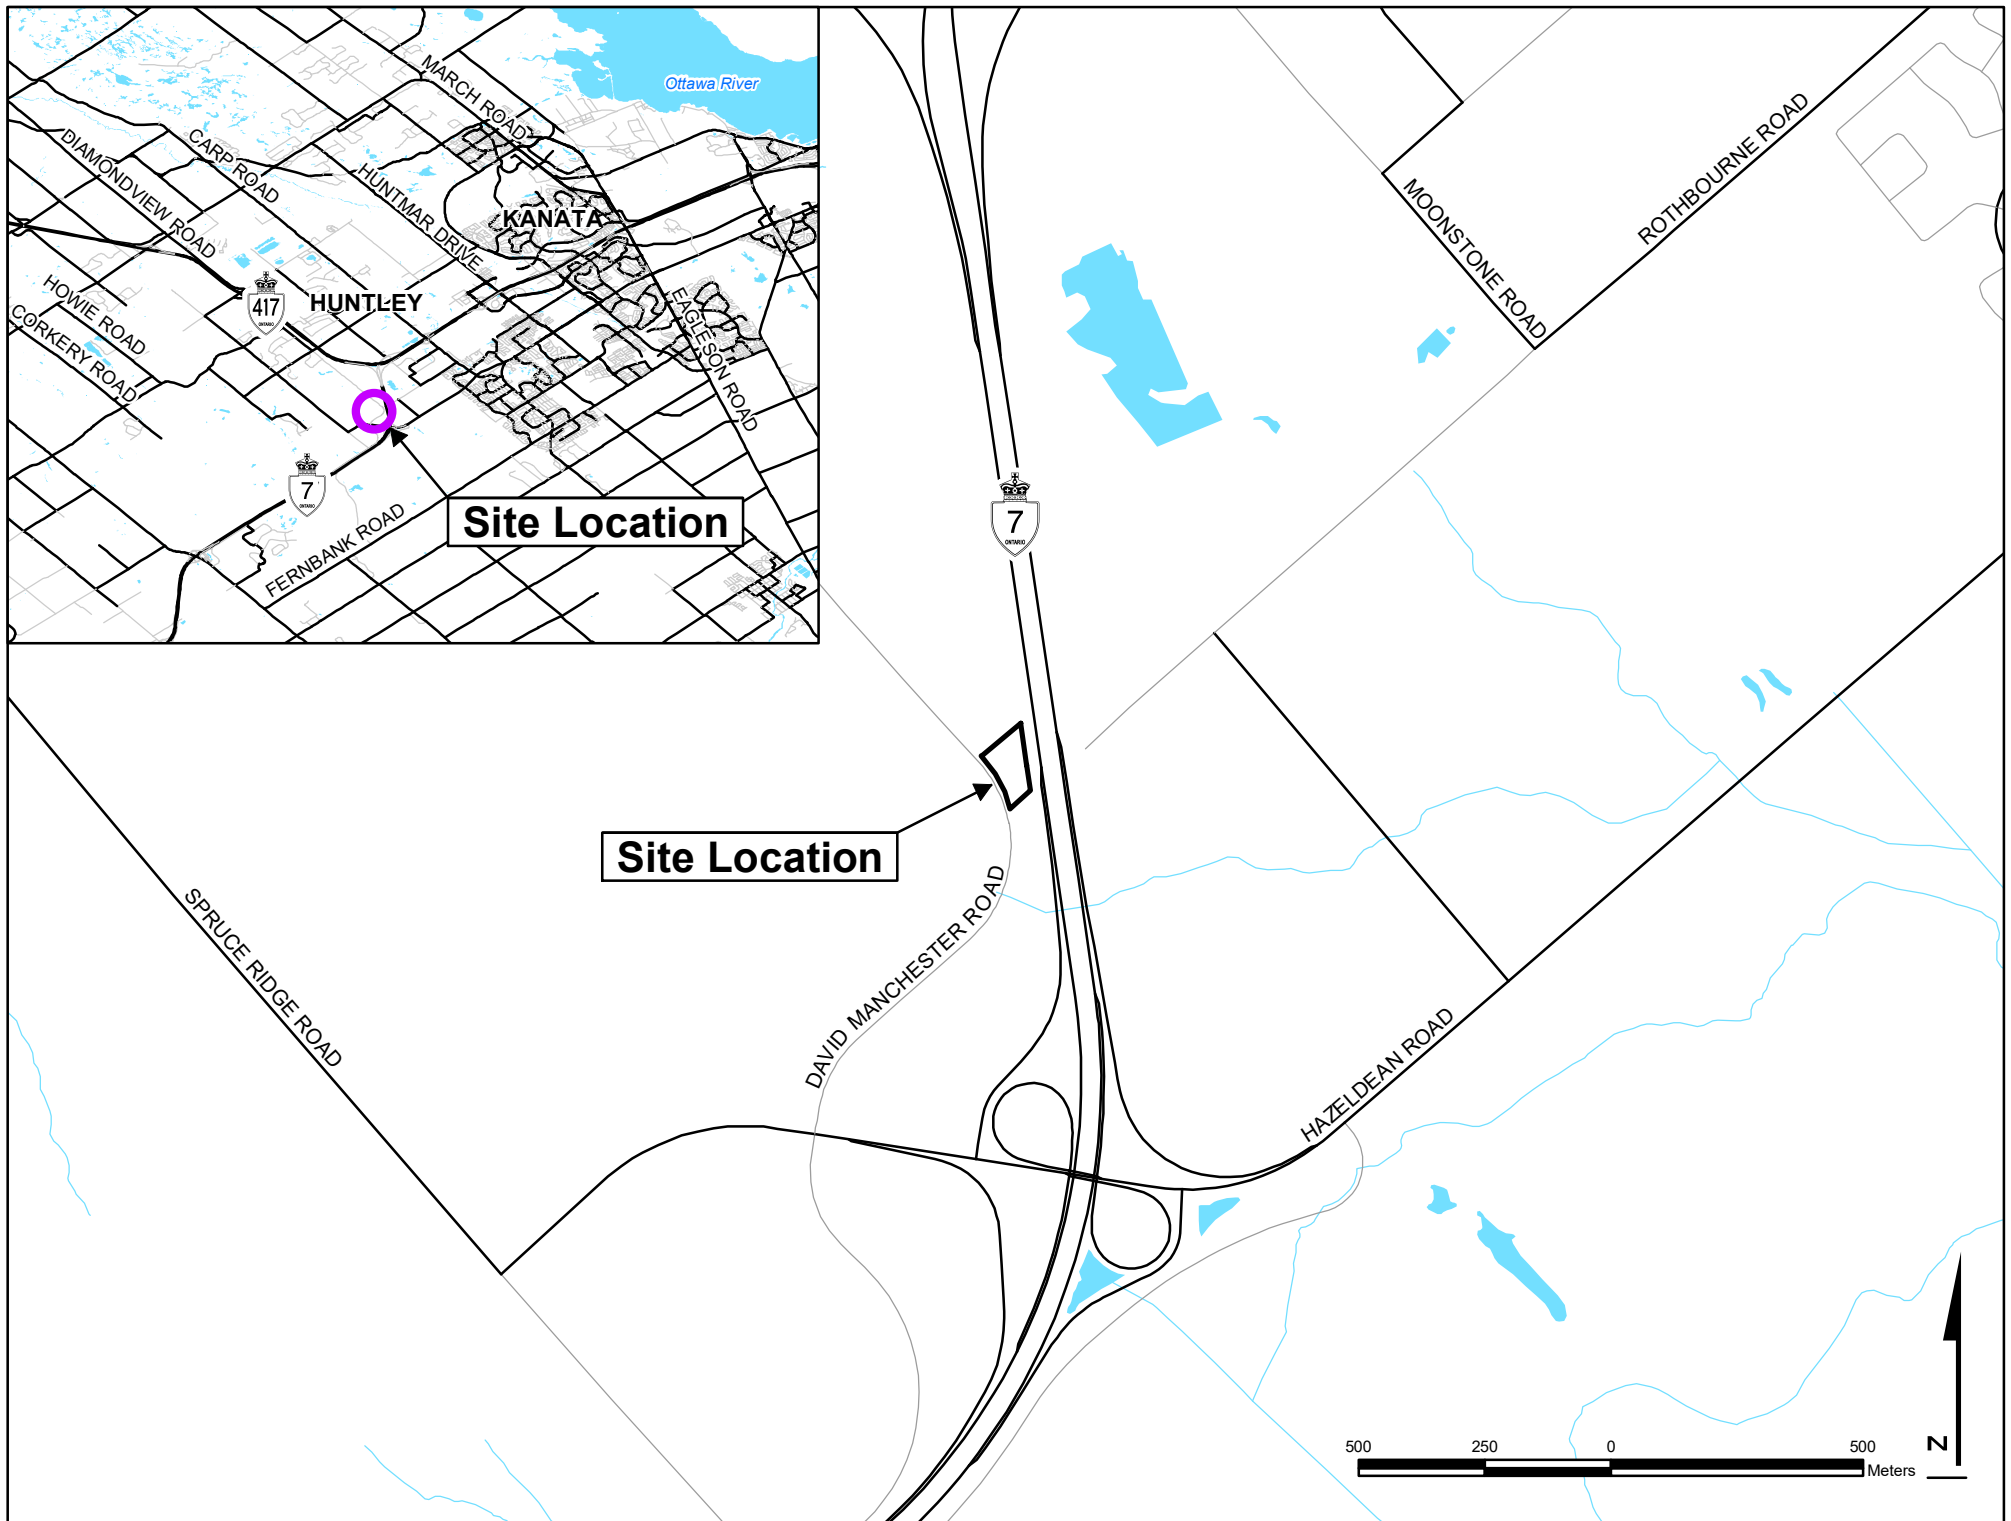 Ottawa River
MARCH ROAD
CARP ROAD
DIAMONDVIEW ROAD
HUNTMAR DRIVE
KANATA
HOWIE ROAD
CORKERY ROAD
417
ONTARIO
HUNTLEY
EAGLESON ROAD
7
ONTARIO
FERNBANK ROAD
Site Location
MOONSTONE ROAD
ROTHBOURNE ROAD
7
ONTARIO
Site Location
SPRUCE RIDGE ROAD
DAVID MANCHESTER ROAD
HAZELDEAN ROAD
500 250 0 500
Meters
N